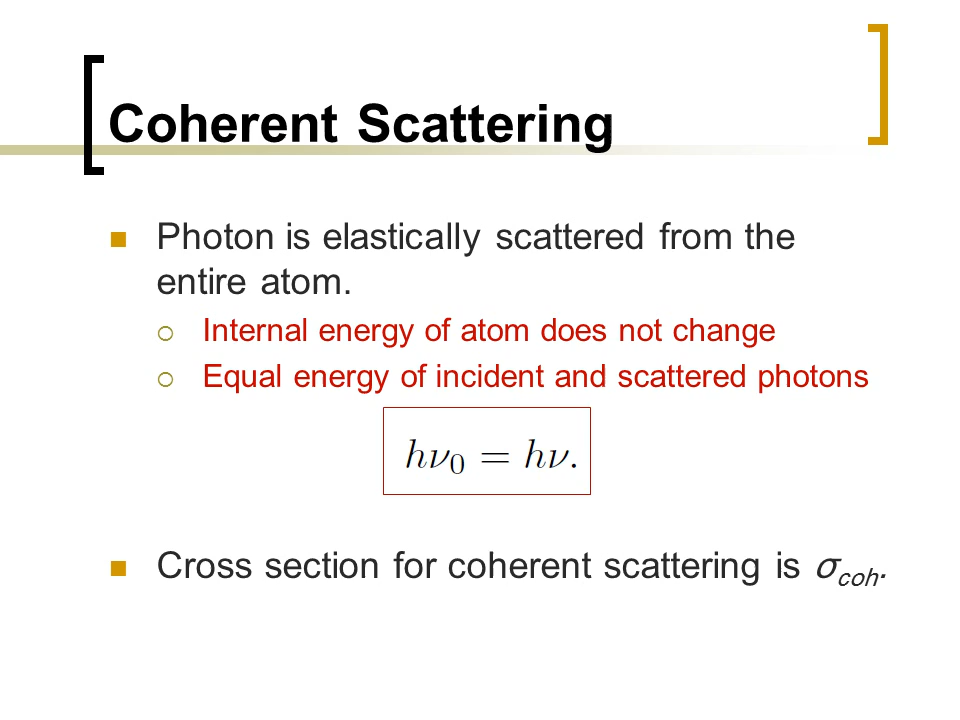 Coherent Scattering
Photon is elastically scattered from the
entire atom.
Internal energy of atom does not change
Equal energy of incident and scattered photons
hν₀ = hν.
Cross section for coherent scattering is σcoh.